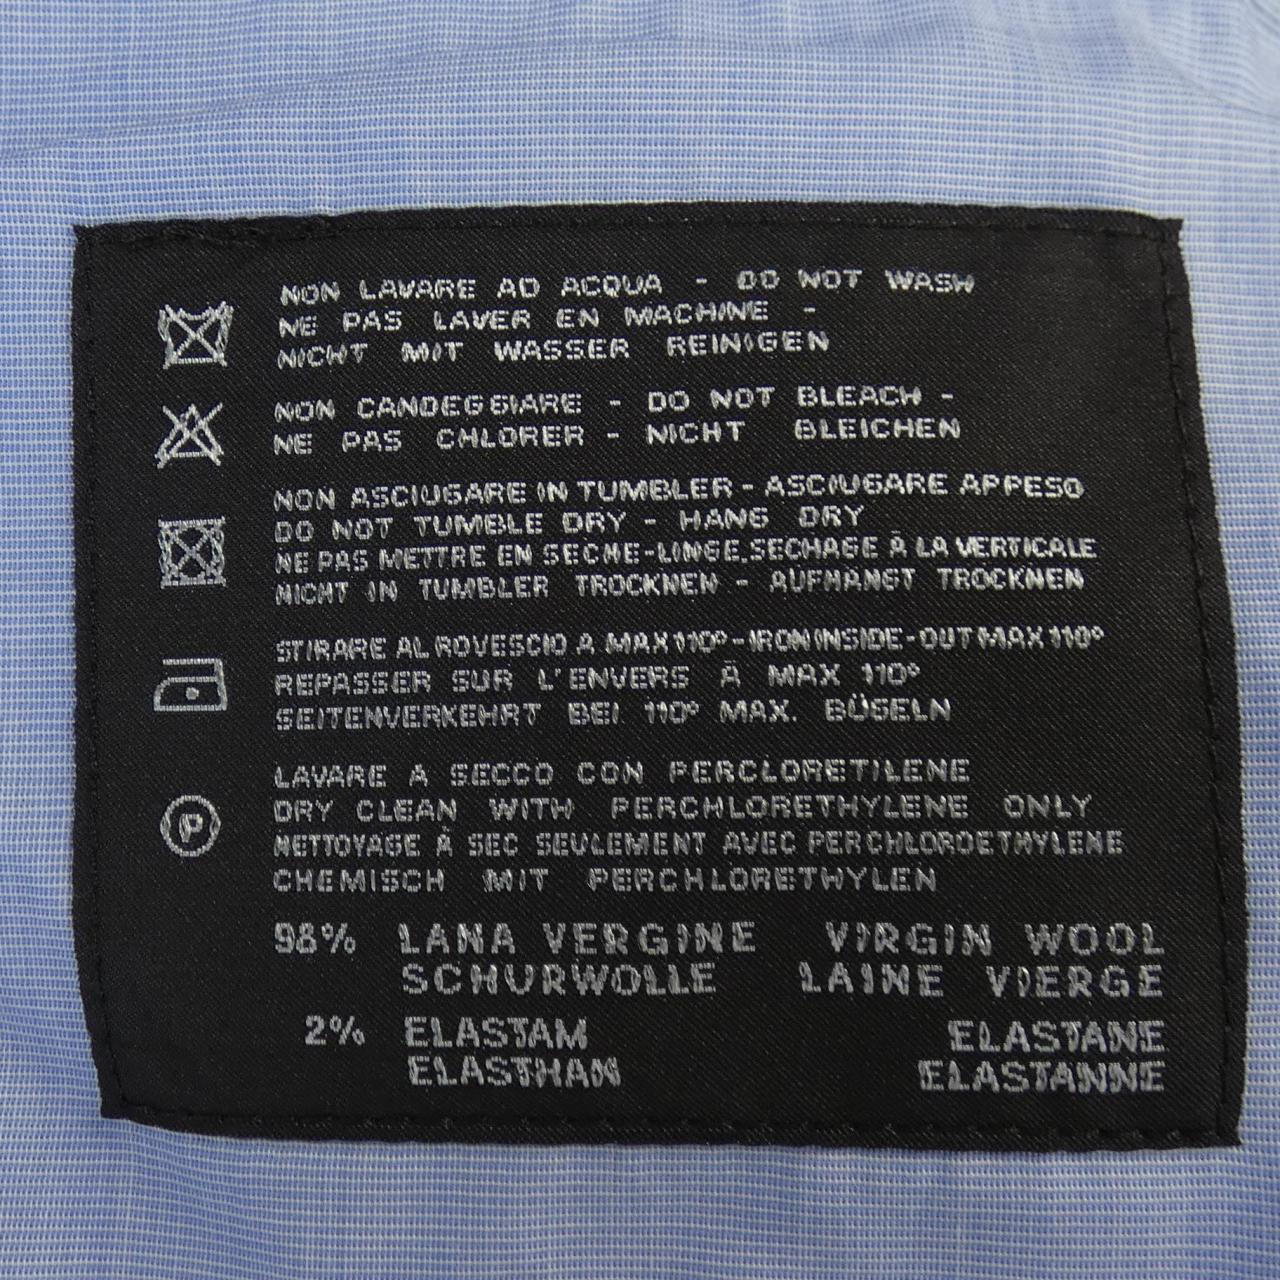 NON LAVARE AD ACQUA - DO NOT WASH
NE PAS LAVER EN MACHINE -
NICHT MIT WASSER REINIGEN
NON CANDEGGIARE - DO NOT BLEACH -
NE PAS CHLORER - NICHT BLEICHEN
NON ASCIUGARE IN TUMBLER - ASCIUGARE APPESO
DO NOT TUMBLE DRY - HANG DRY
NE PAS METTRE EN SECHE-LINGE, SECHAGE À LA VERTICALE
NICHT IN TUMBLER TROCKNEN - AUFHÄNGT TROCKNEN
STIRARE AL ROVESCIO A MAX 110° - IRON INSIDE-OUT MAX 110°
REPASSER SUR L'ENVERS À MAX 110°
SEITENVERKEHRT BEI 110° MAX. BÜGELN
P
LAVARE A SECCO CON PERCLORETILENE
DRY CLEAN WITH PERCHLORETHYLENE ONLY
NETTOYAGE À SEC SEULEMENT AVEC PERCHLOROETHYLENE
CHEMISCH MIT PERCHLORETHYLEN
98% LANA VERGINE VIRGIN WOOL
SCHURWOLLE LAINE VIERGE
2% ELASTAM ELASTANE
ELASTHAN ELASTANNE